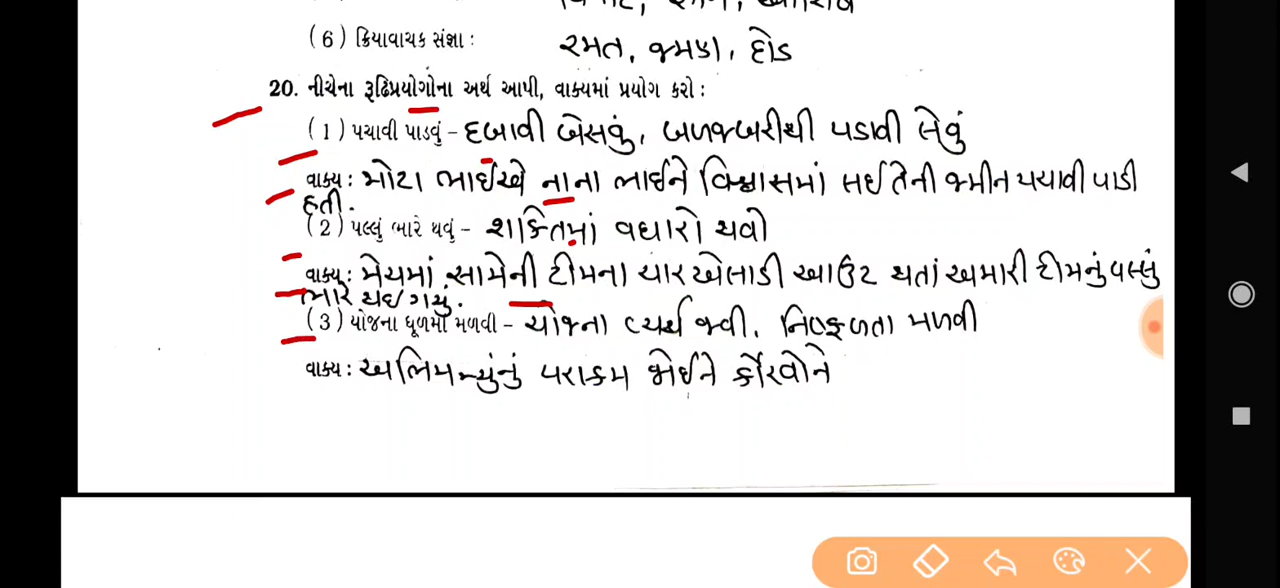 (6) ક્રિયાવાચક સંજ્ઞા : રમત, જમણ, દોડ
20. નીચેના રૂઢિપ્રયોગોના અર્થ આપી, વાક્યમાં પ્રયોગ કરો :
(1) પચાવી પાડવું - દબાવી બેસવું, બળજબરીથી પડાવી લેવું
વાક્ય : મોટા ભાઈએ નાના ભાઈને વિશ્વાસમાં લઈ તેની જમીન પચાવી પાડી
હતી.
(2) પલ્લું ભારે થવું - શક્તિમાં વધારો થવો
વાક્ય : મેચમાં સામેની ટીમના ચાર ખેલાડી આઉટ થતાં અમારી ટીમનું પલ્લું
ભારે થઈ ગયું.
(3) યોજના ધૂળમાં મળવી - યોજના વ્યર્થ જવી. નિષ્ફળતા મળવી
વાક્ય : અભિમન્યુંનું પરાક્રમ જોઈને કૌરવોને